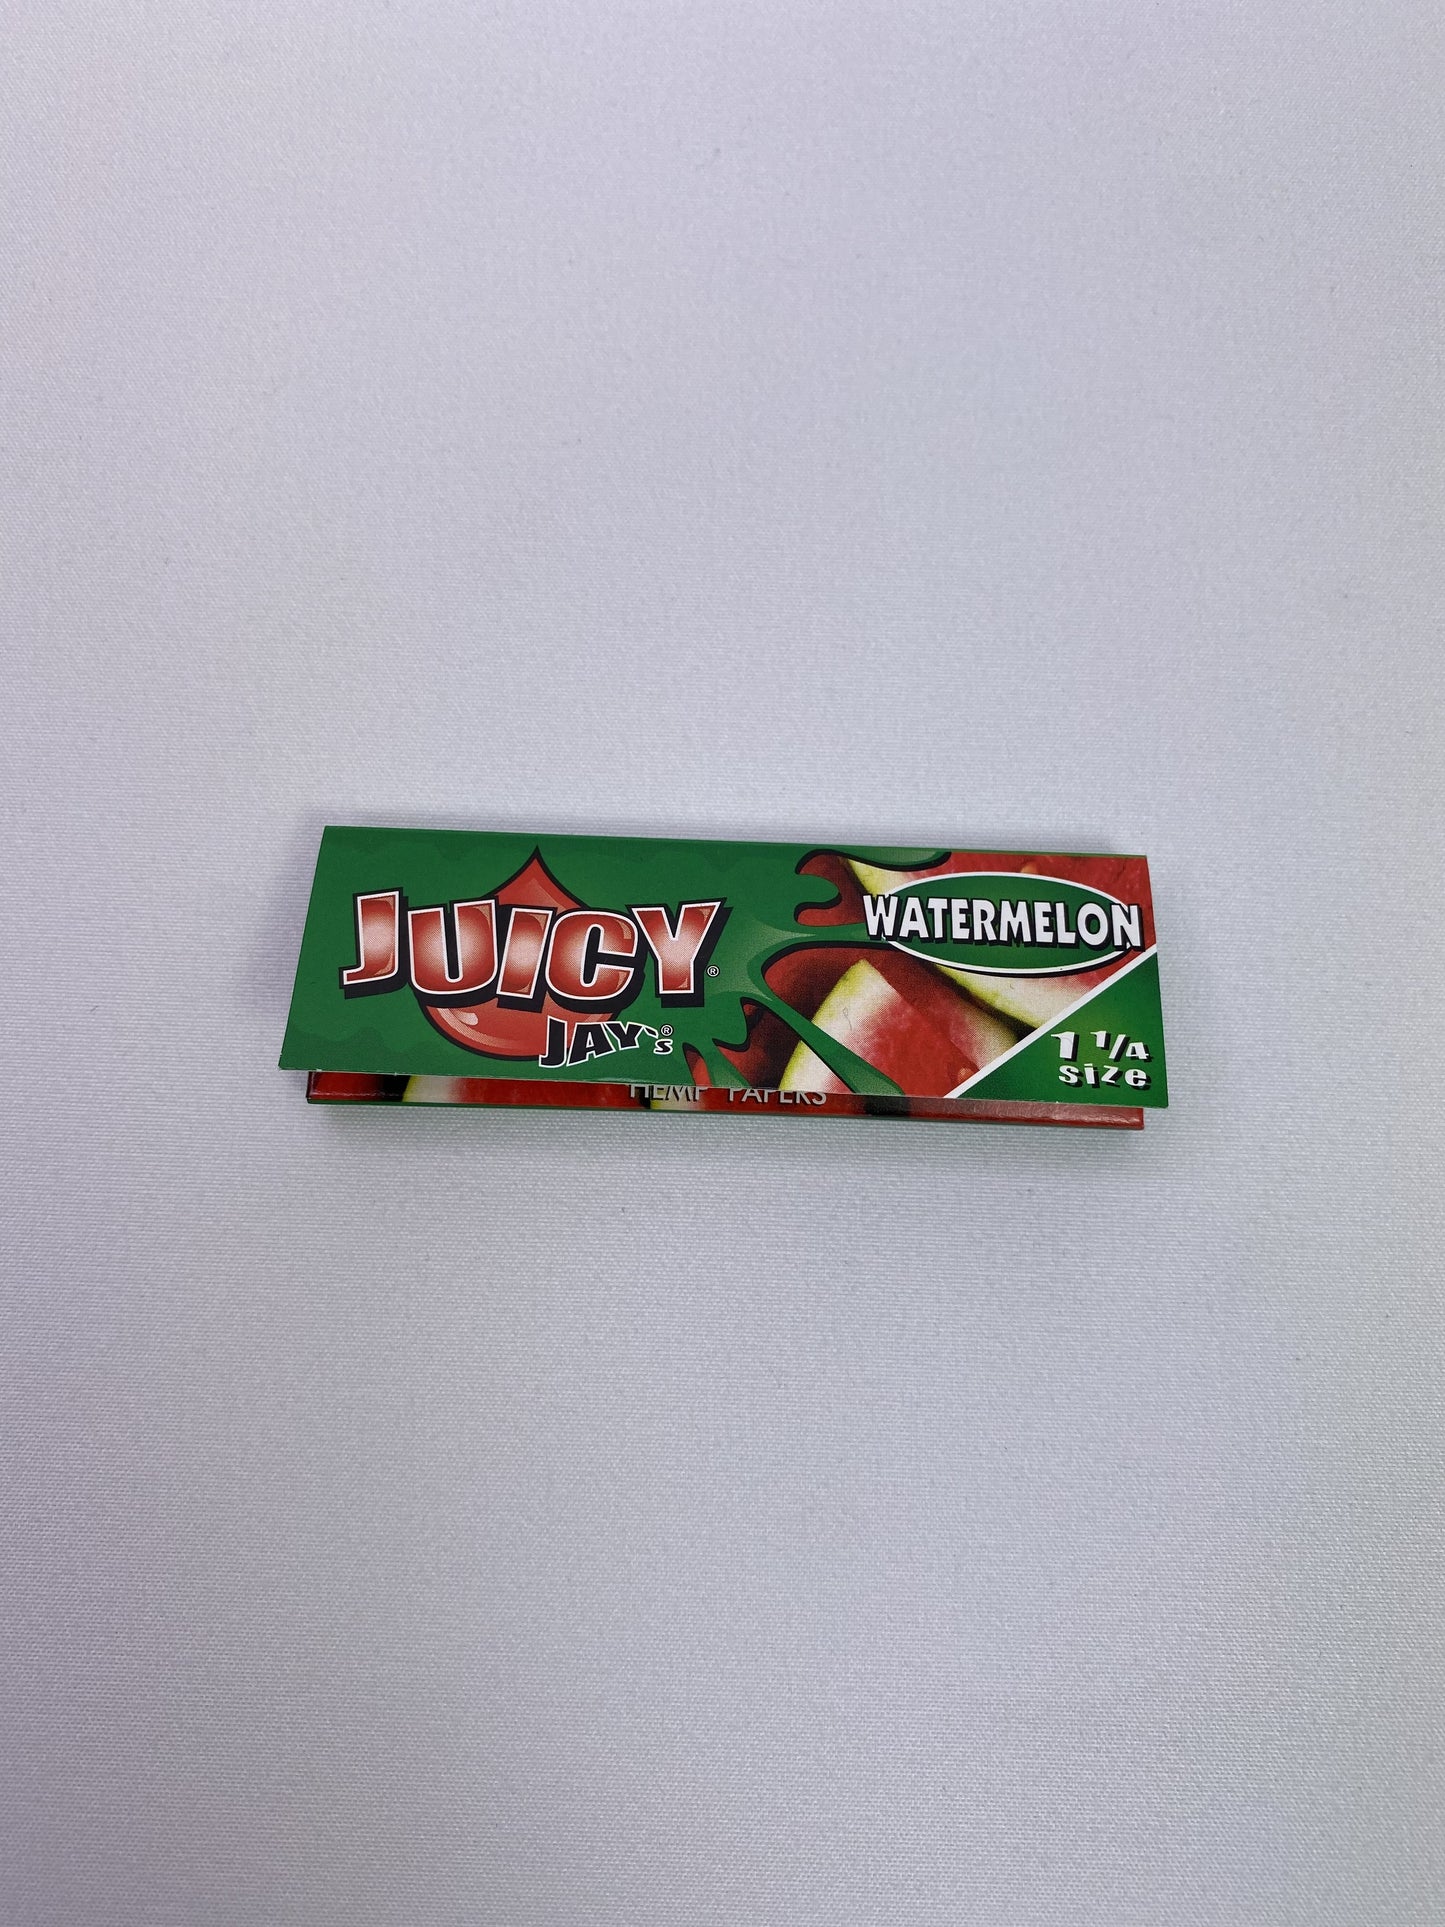 JUICY®
JAY`s®
WATERMELON
1 1/4
size
HEMP PAPERS